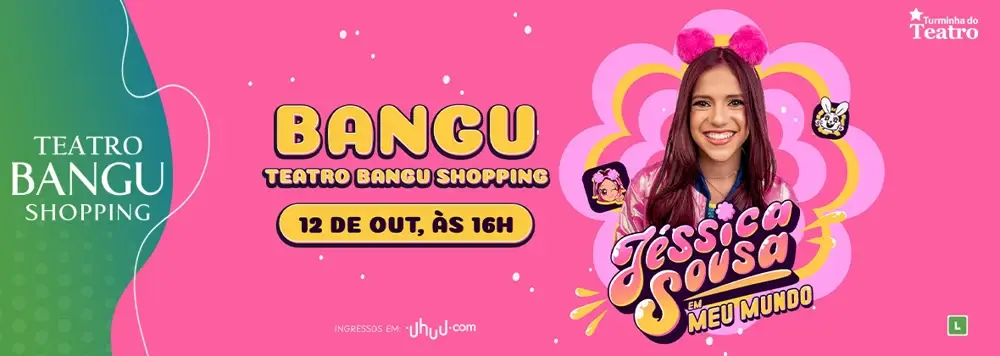 TEATRO
BANGU
SHOPPING
BANGU
TEATRO BANGU SHOPPING
12 DE OUT, ÀS 16H
INGRESSOS EM: uhuu.com
Turminha do
Teatro
Jéssica
Sousa
EM
MEU MUNDO
L